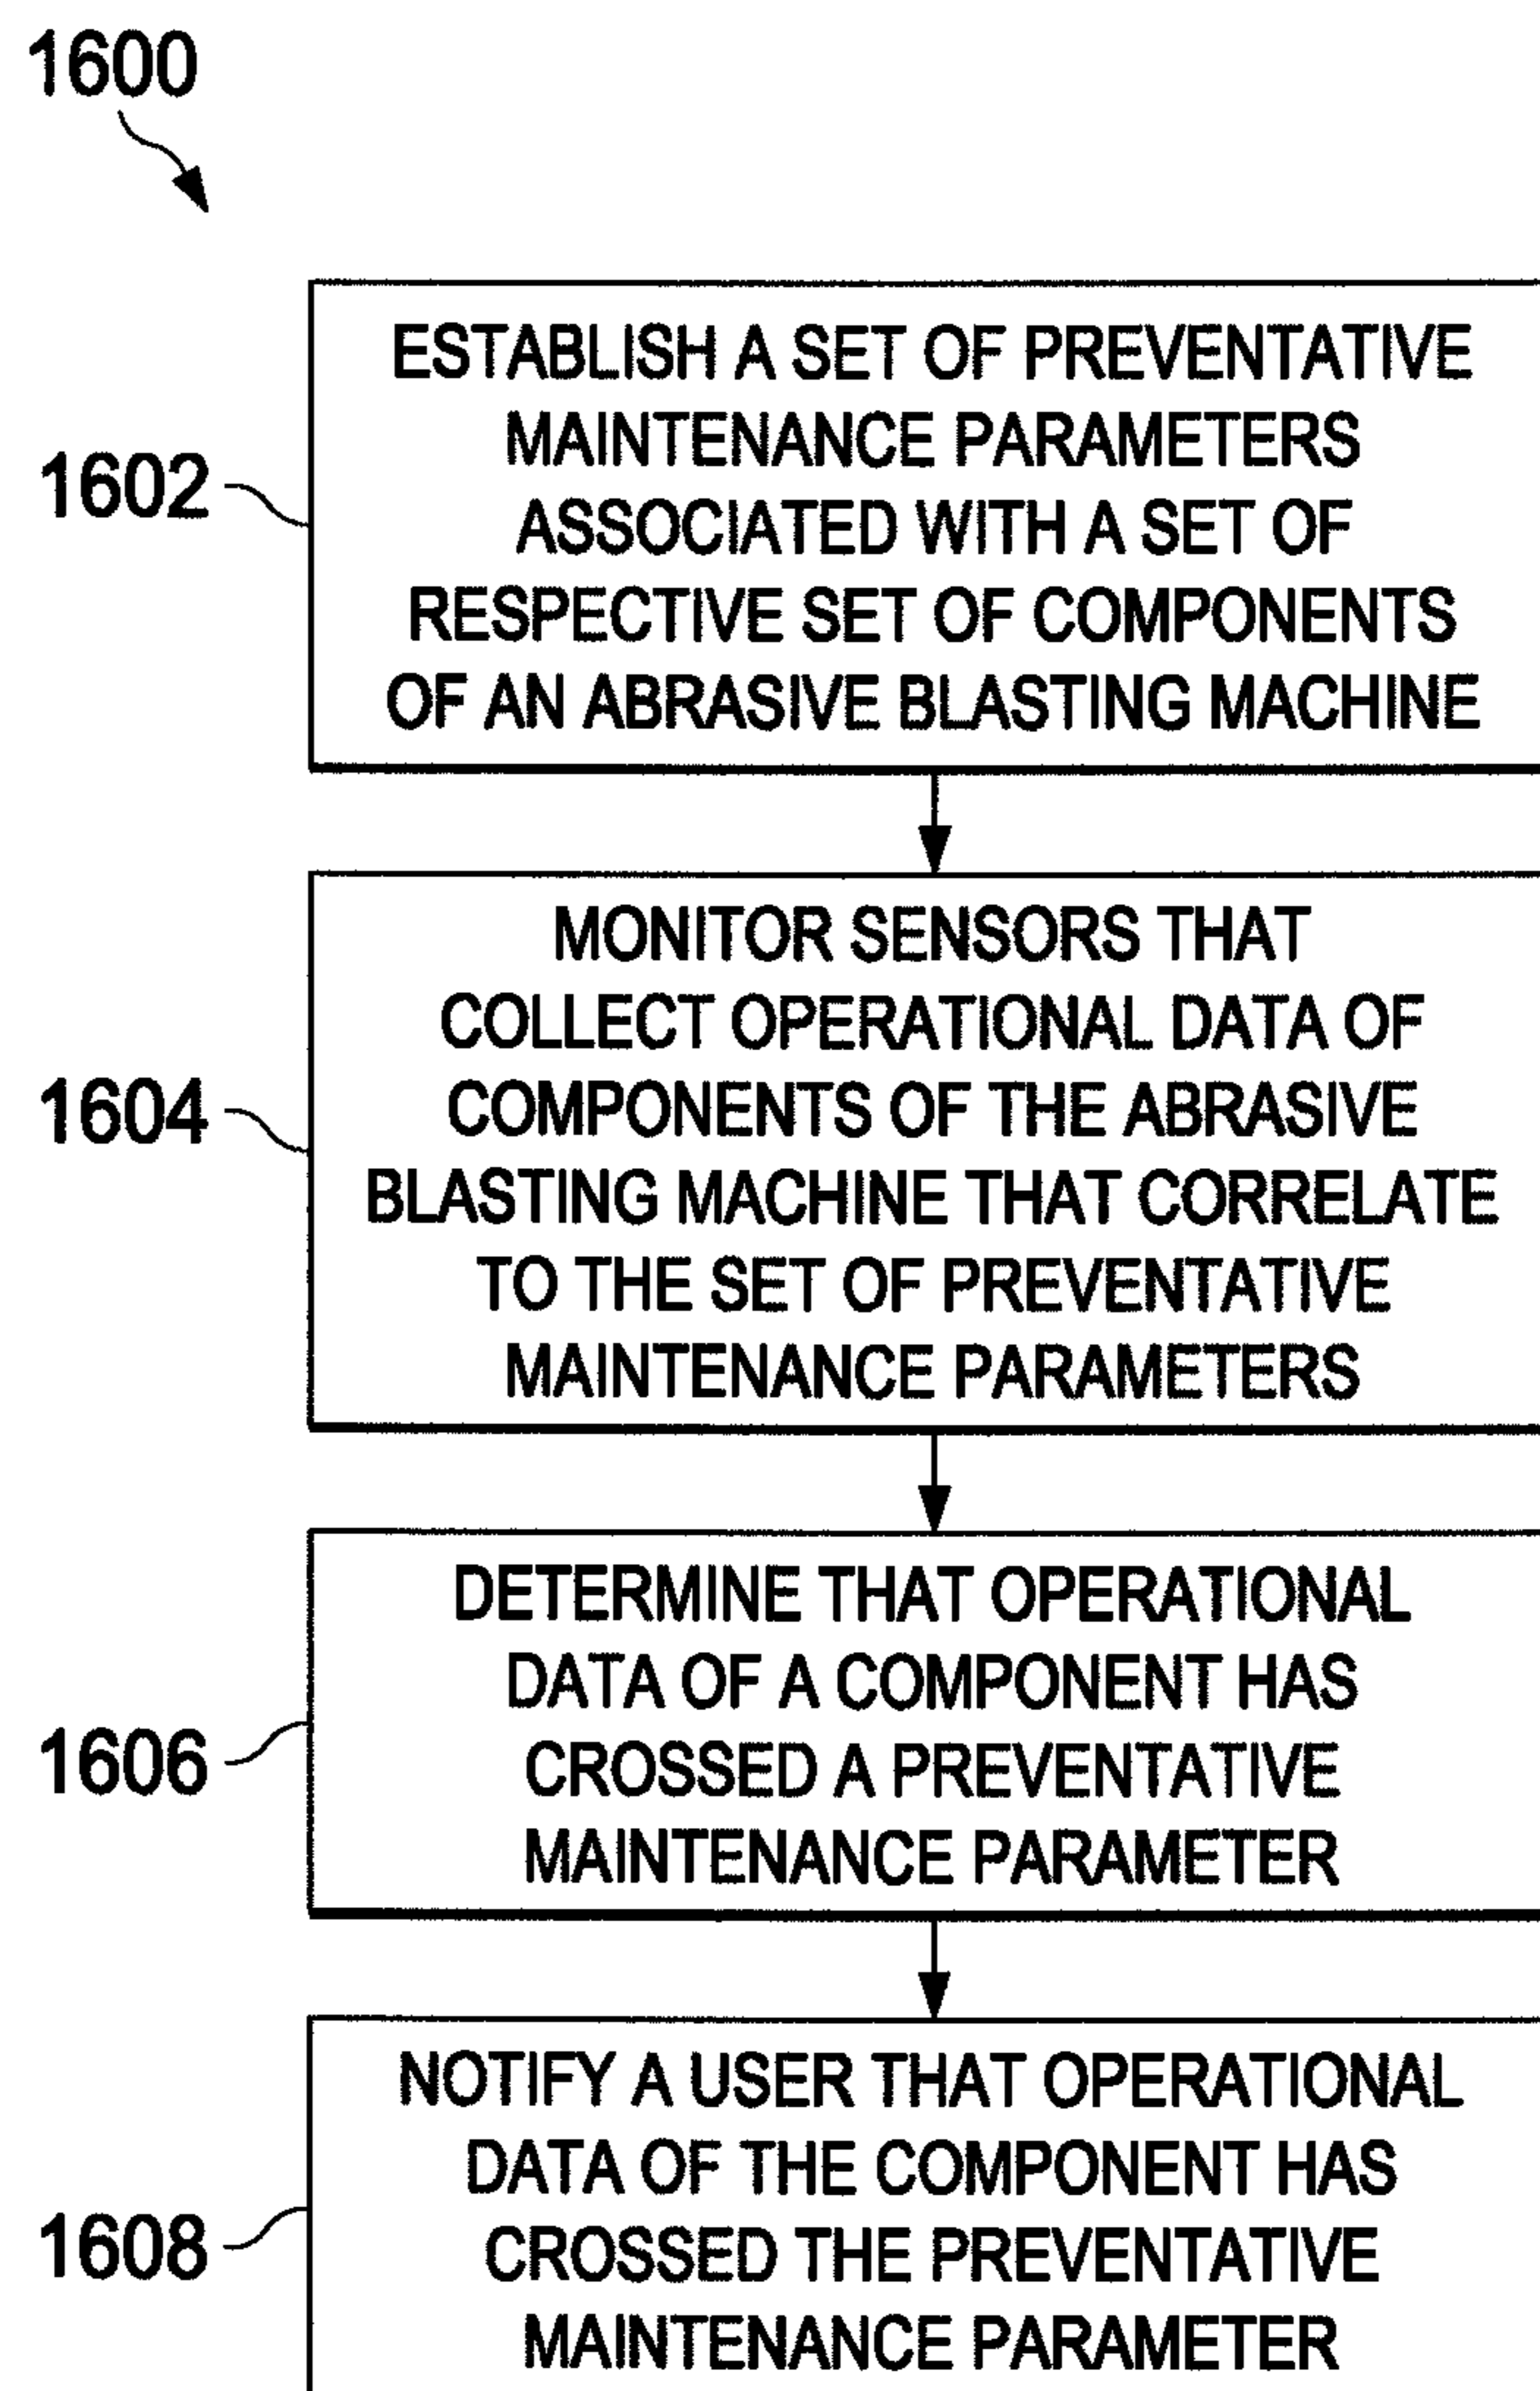 1600
1602
ESTABLISH A SET OF PREVENTATIVE
MAINTENANCE PARAMETERS
ASSOCIATED WITH A SET OF
RESPECTIVE SET OF COMPONENTS
OF AN ABRASIVE BLASTING MACHINE
1604
MONITOR SENSORS THAT
COLLECT OPERATIONAL DATA OF
COMPONENTS OF THE ABRASIVE
BLASTING MACHINE THAT CORRELATE
TO THE SET OF PREVENTATIVE
MAINTENANCE PARAMETERS
1606
DETERMINE THAT OPERATIONAL
DATA OF A COMPONENT HAS
CROSSED A PREVENTATIVE
MAINTENANCE PARAMETER
1608
NOTIFY A USER THAT OPERATIONAL
DATA OF THE COMPONENT HAS
CROSSED THE PREVENTATIVE
MAINTENANCE PARAMETER